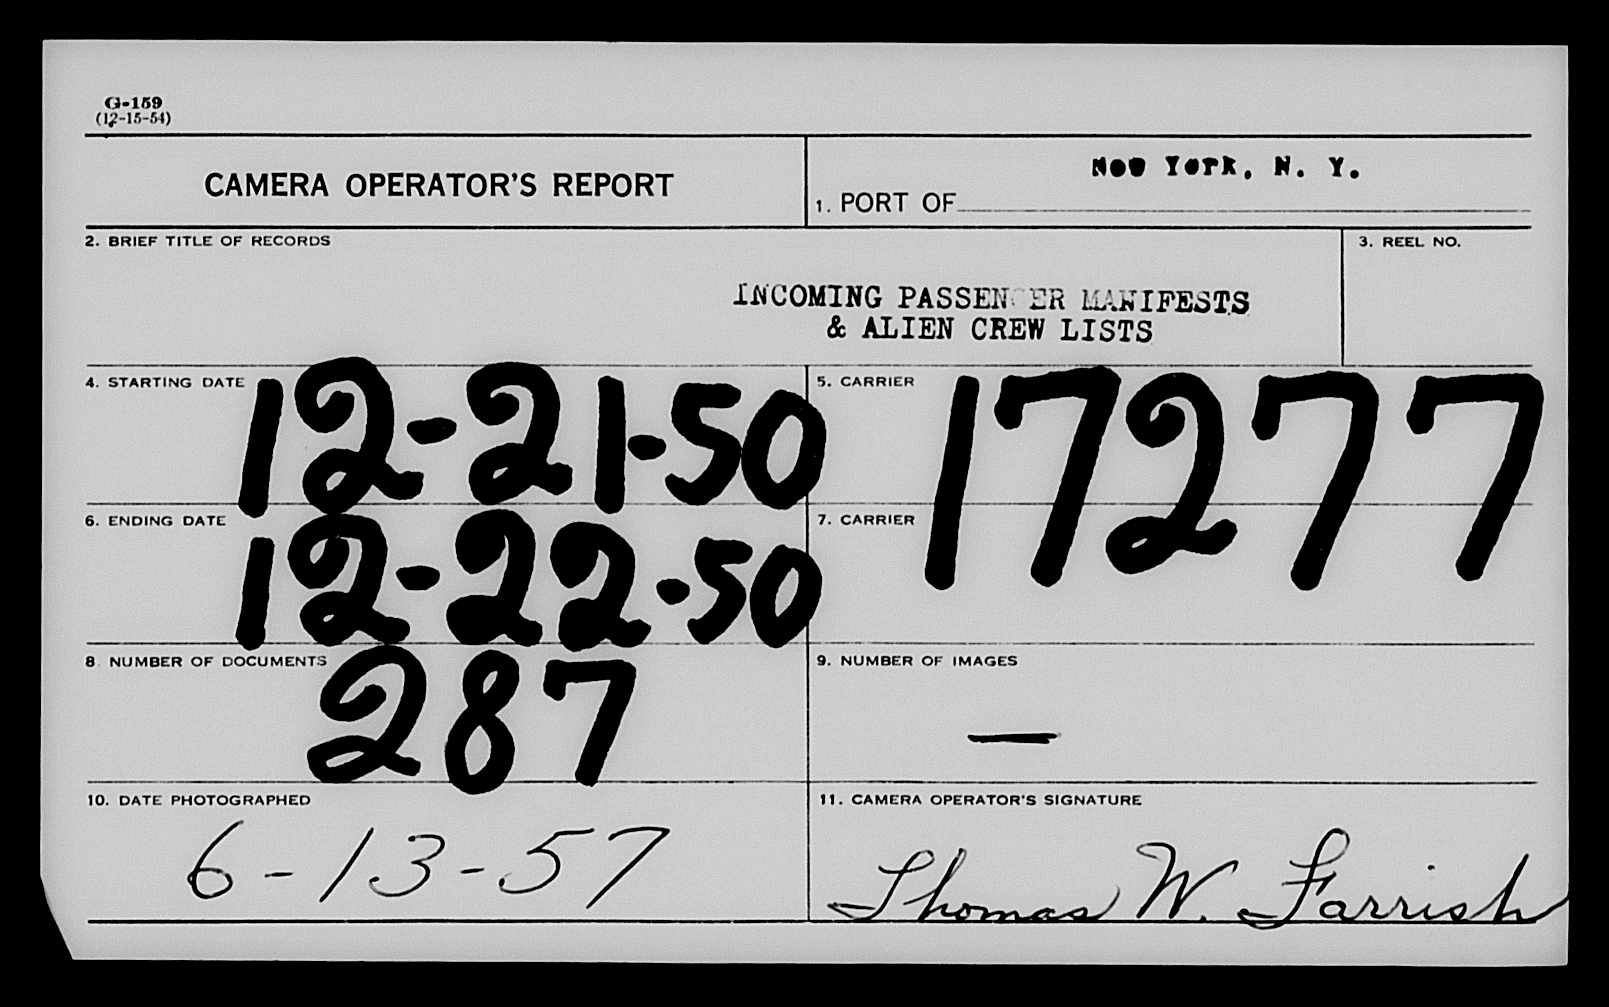 G-159
(12-15-54)
CAMERA OPERATOR'S REPORT
New York, N. Y.
1. PORT OF
2. BRIEF TITLE OF RECORDS
3. REEL NO.
INCOMING PASSENGER MANIFESTS
& ALIEN CREW LISTS
4. STARTING DATE
12-21-50
5. CARRIER
17277
6. ENDING DATE
12-22-50
7. CARRIER
8. NUMBER OF DOCUMENTS
287
9. NUMBER OF IMAGES
—
10. DATE PHOTOGRAPHED
6-13-57
11. CAMERA OPERATOR'S SIGNATURE
Thomas W. Farrish